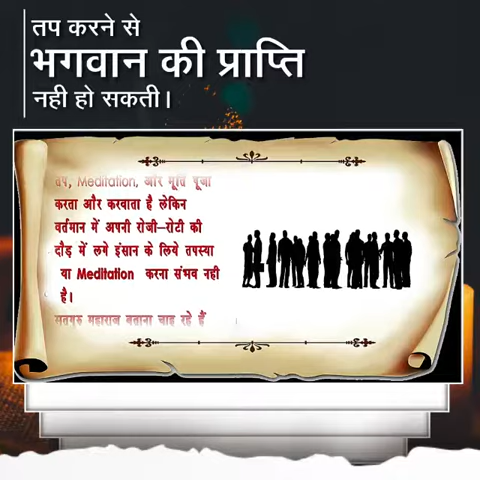 तप करने से
भगवान की प्राप्ति
नही हो सकती।
तप, Meditation, और मूर्ति पूजा
करता और करवाता है लेकिन
वर्तमान में अपनी रोजी–रोटी की
दौड़ में लगे इंसान के लिये तपस्या
या Meditation करना संभव नही
है।
सतगुरु महाराज बताना चाह रहे हैं